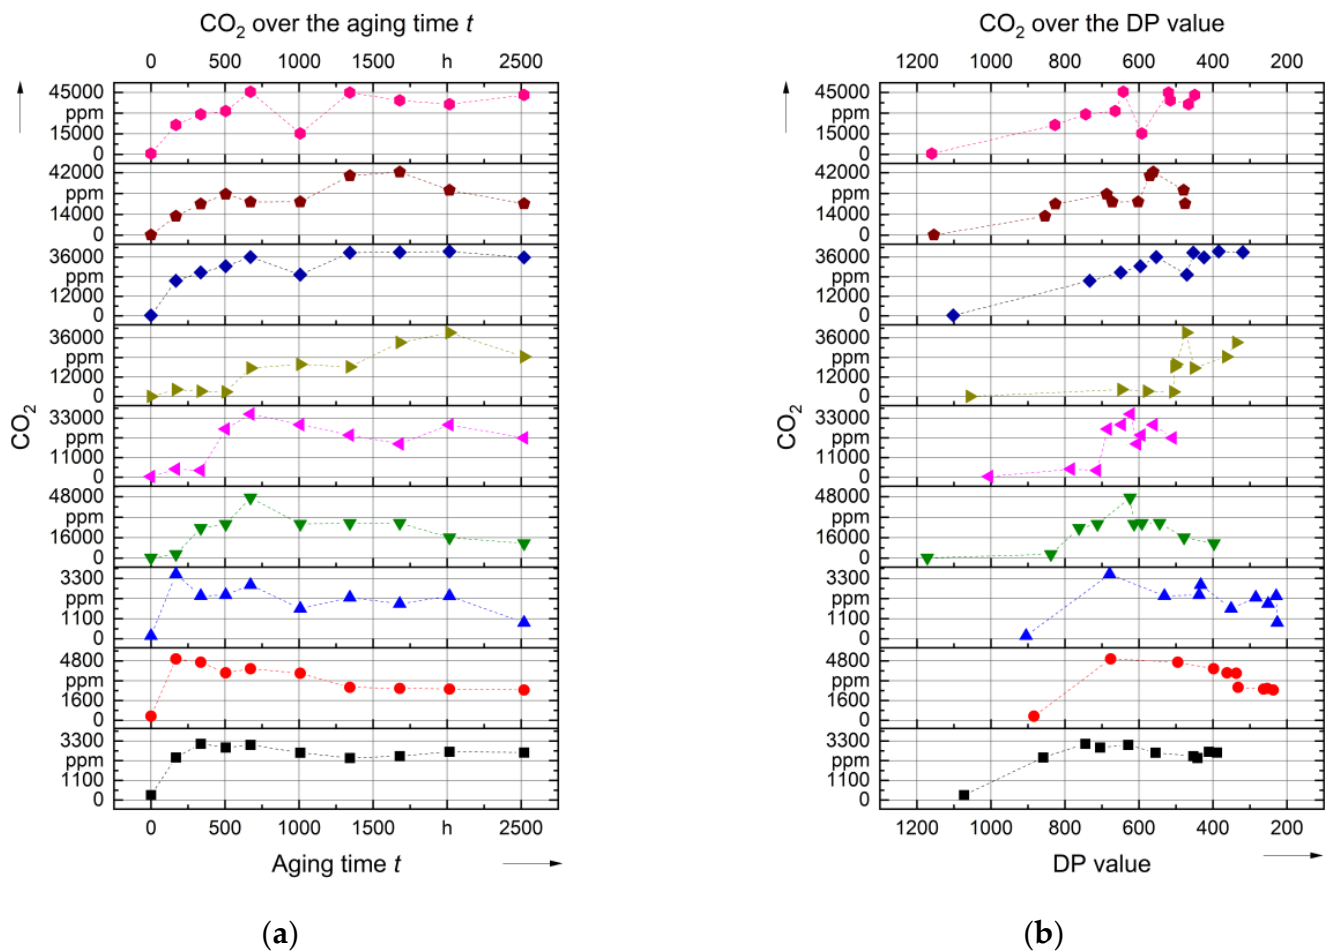 CO₂ over the aging time t
0 500 1000 1500 h 2500
45000
ppm
15000
0
42000
ppm
14000
0
36000
ppm
12000
0
36000
ppm
12000
0
33000
ppm
11000
0
48000
ppm
16000
0
3300
ppm
1100
0
4800
ppm
1600
0
3300
ppm
1100
0
CO₂
0 500 1000 1500 h 2500
Aging time t
(a)
CO₂ over the DP value
1200 1000 800 600 400 200
45000
ppm
15000
0
42000
ppm
14000
0
36000
ppm
12000
0
36000
ppm
12000
0
33000
ppm
11000
0
48000
ppm
16000
0
3300
ppm
1100
0
4800
ppm
1600
0
3300
ppm
1100
0
CO₂
1200 1000 800 600 400 200
DP value
(b)